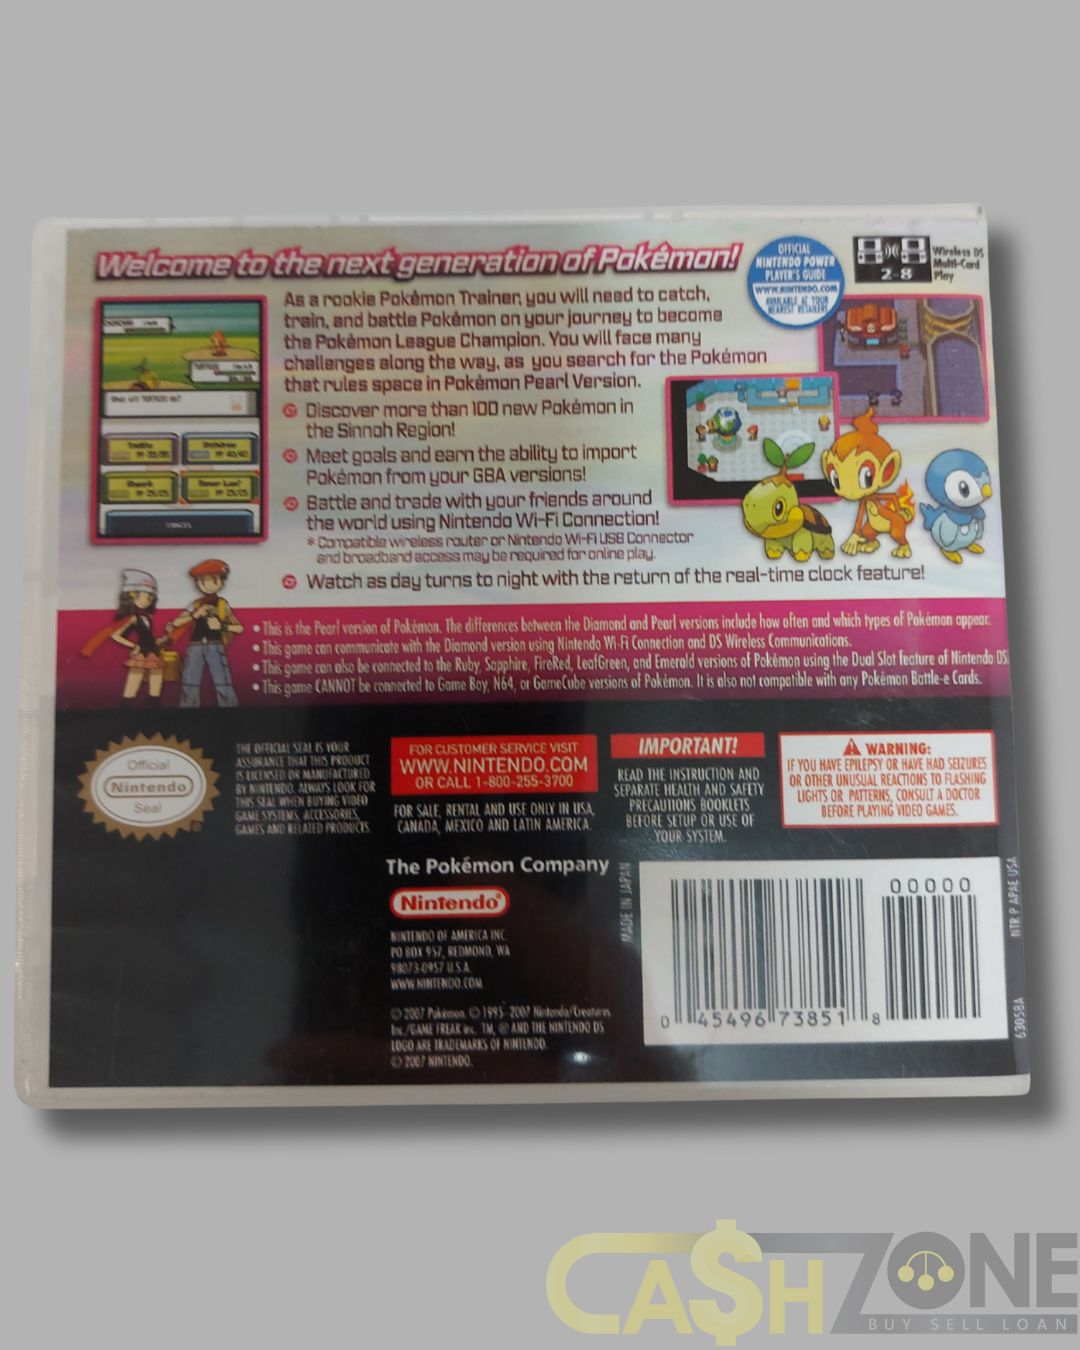 Welcome to the next generation of Pokémon!
As a rookie Pokémon Trainer, you will need to catch,
train, and battle Pokémon on your journey to become
the Pokémon League Champion. You will face many
challenges along the way, as you search for the Pokémon
that rules space in Pokémon Pearl Version.
Discover more than 100 new Pokémon in
the Sinnoh Region!
Meet goals and earn the ability to import
Pokémon from your GBA versions!
Battle and trade with your friends around
the world using Nintendo Wi-Fi Connection!
* Compatible wireless router or Nintendo Wi-Fi USB Connector
and broadband access may be required for online play.
Watch as day turns to night with the return of the real-time clock feature!
OFFICIAL
NINTENDO POWER
PLAYER'S GUIDE
WWW.NINTENDO.COM
AVAILABLE AT YOUR
NEAREST RETAILER!
2-8
Wireless DS
Multi-Card
Play
• This is the Pearl version of Pokémon. The differences between the Diamond and Pearl versions include how often and which types of Pokémon appear.
• This game can communicate with the Diamond version using Nintendo Wi-Fi Connection and DS Wireless Communications.
• This game can also be connected to the Ruby, Sapphire, FireRed, LeafGreen, and Emerald versions of Pokémon using the Dual Slot feature of Nintendo DS.
• This game CANNOT be connected to Game Boy, N64, or GameCube versions of Pokémon. It is also not compatible with any Pokémon Battle-e Cards.
Official
Nintendo
Seal
THE OFFICIAL SEAL IS YOUR
ASSURANCE THAT THIS PRODUCT
IS LICENSED OR MANUFACTURED
BY NINTENDO. ALWAYS LOOK FOR
THIS SEAL WHEN BUYING VIDEO
GAME SYSTEMS, ACCESSORIES,
GAMES AND RELATED PRODUCTS.
FOR CUSTOMER SERVICE VISIT
WWW.NINTENDO.COM
OR CALL 1-800-255-3700
FOR SALE, RENTAL AND USE ONLY IN USA,
CANADA, MEXICO AND LATIN AMERICA.
IMPORTANT!
READ THE INSTRUCTION AND
SEPARATE HEALTH AND SAFETY
PRECAUTIONS BOOKLETS
BEFORE SETUP OR USE OF
YOUR SYSTEM.
WARNING:
IF YOU HAVE EPILEPSY OR HAVE HAD SEIZURES
OR OTHER UNUSUAL REACTIONS TO FLASHING
LIGHTS OR PATTERNS, CONSULT A DOCTOR
BEFORE PLAYING VIDEO GAMES.
The Pokémon Company
Nintendo®
NINTENDO OF AMERICA INC.
PO BOX 957, REDMOND, WA
98073-0957 U.S.A.
WWW.NINTENDO.COM
© 2007 Pokémon. © 1995-2007 Nintendo/Creatures
Inc./GAME FREAK inc. TM, ® AND THE NINTENDO DS
LOGO ARE TRADEMARKS OF NINTENDO.
© 2007 NINTENDO.
MADE IN JAPAN
00000
0 45496 73851 8
NTR P APAE USA
63058A
CA$HZONE
BUY SELL LOAN